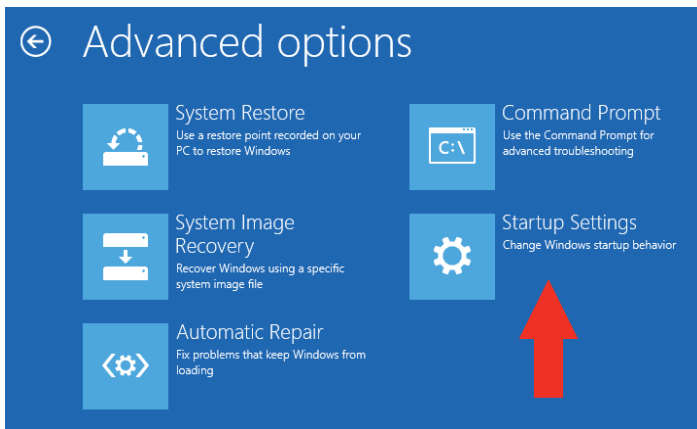 Advanced options
System Restore
Use a restore point recorded on your
PC to restore Windows
Command Prompt
Use the Command Prompt for
advanced troubleshooting
C:\
System Image
Recovery
Recover Windows using a specific
system image file
Startup Settings
Change Windows startup behavior
Automatic Repair
Fix problems that keep Windows from
loading